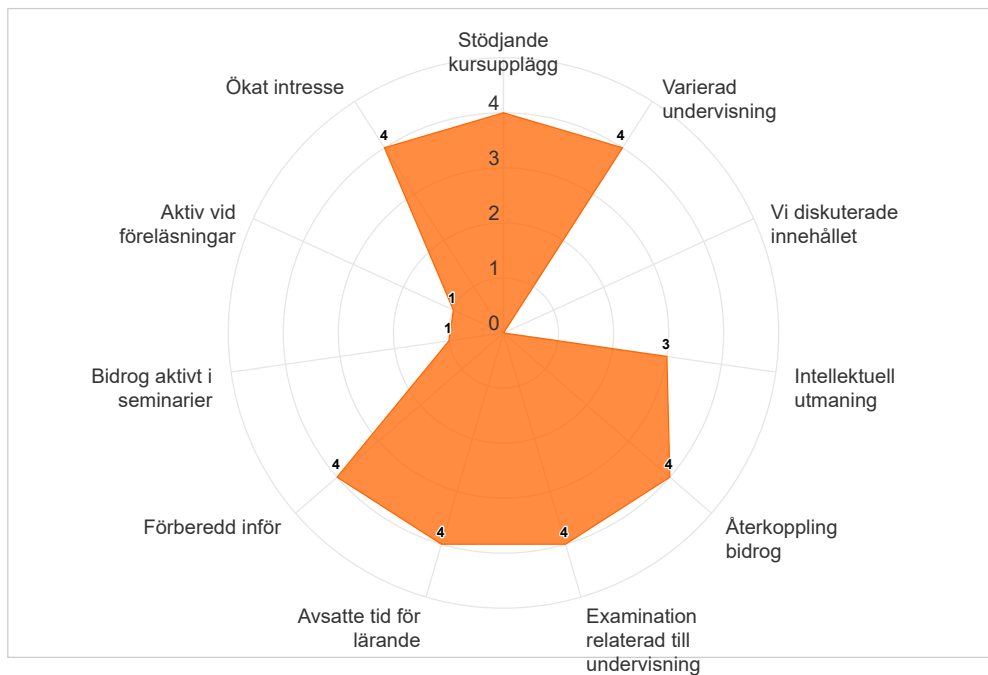 Stödjande
kursupplägg
Ökat intresse
Varierad
undervisning
4
4
4
3
Aktiv vid
föreläsningar
2
Vi diskuterade
innehållet
1
1
1
0
3
Bidrog aktivt i
seminarier
Intellektuell
utmaning
4
4
Förberedd inför
Återkoppling
bidrog
4
4
Avsatte tid för
lärande
Examination
relaterad till
undervisning